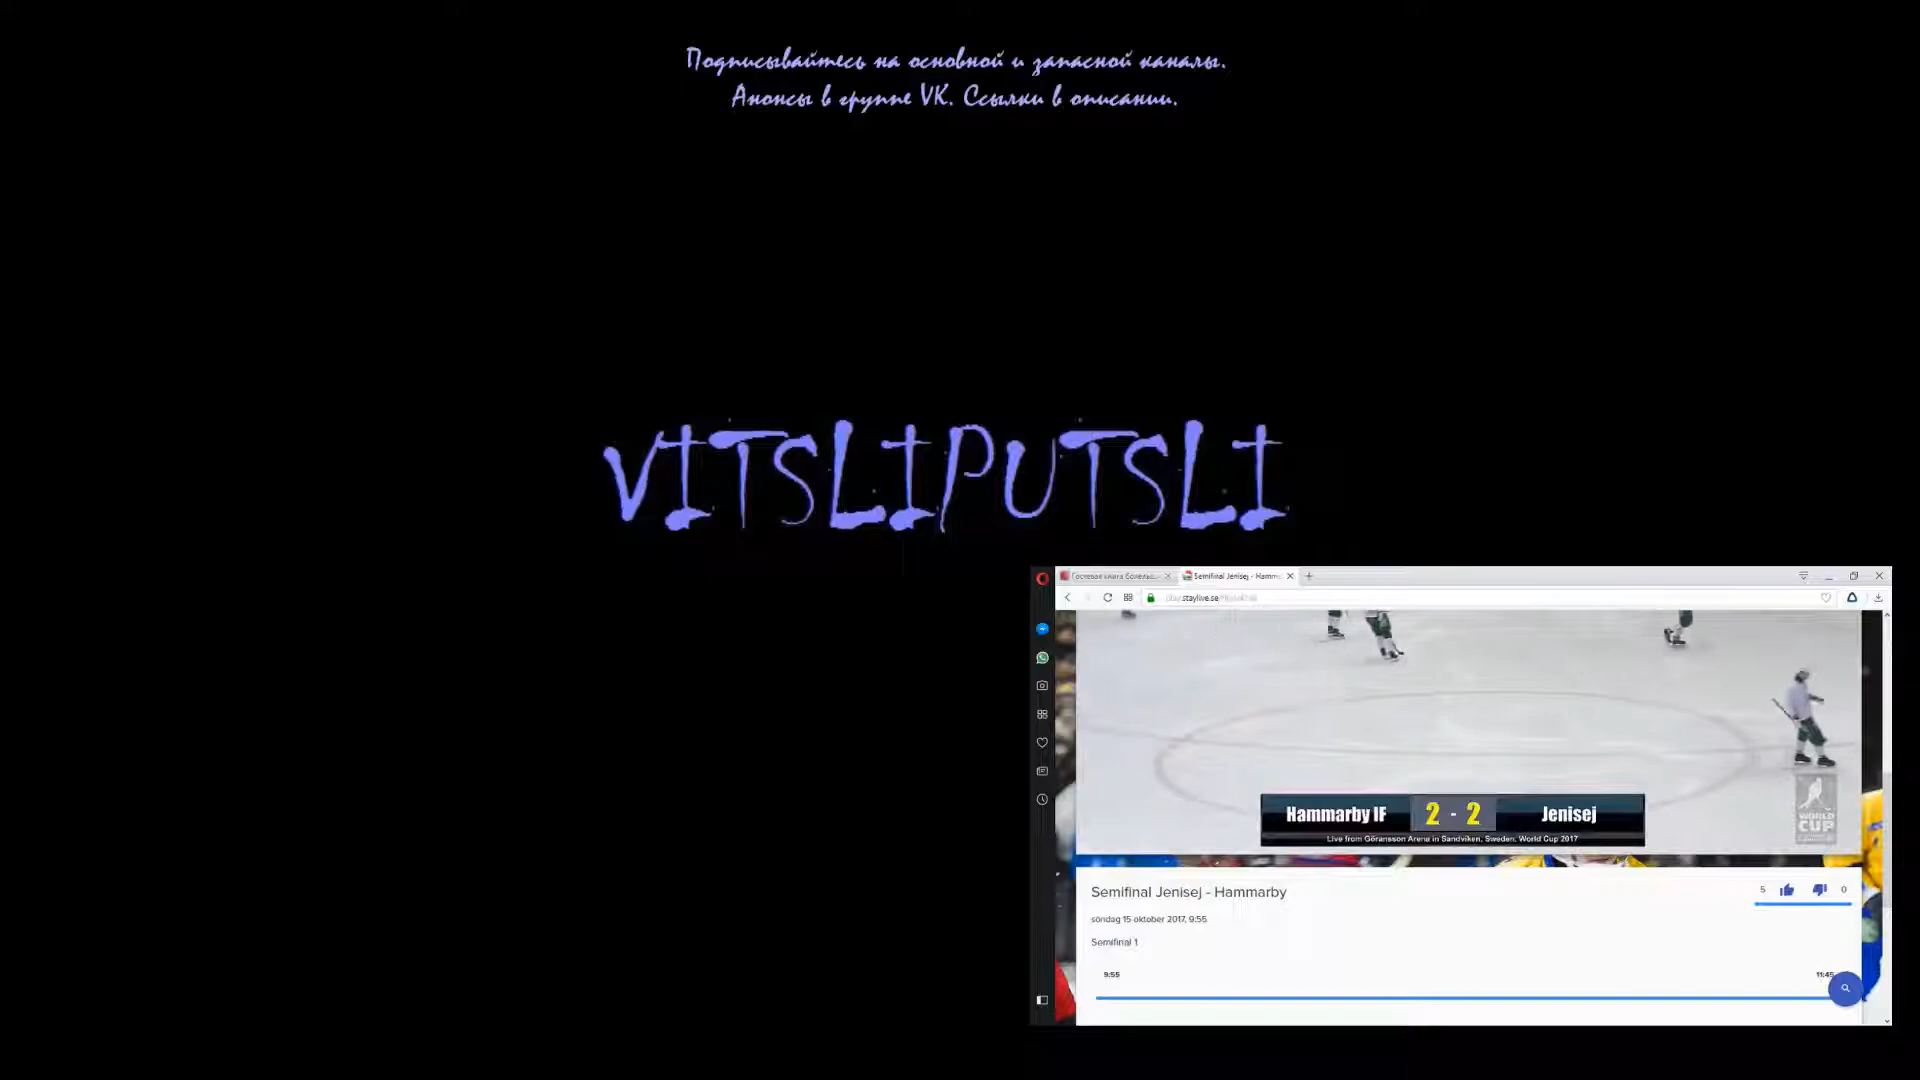 Подписывайтесь на основной и запасной каналы.
Анонсы в группе VK. Ссылки в описании.
VITSLIPUTSLI
Semifinal Jenisej - Hamm
staylive.se
Hammarby IF 2 - 2 Jenisej
Live from Göransson Arena in Sandviken, Sweden. World Cup 2017
WORLD
CUP
Semifinal Jenisej - Hammarby
5 0
söndag 15 oktober 2017, 9:55
Semifinal 1
9:55 11:45